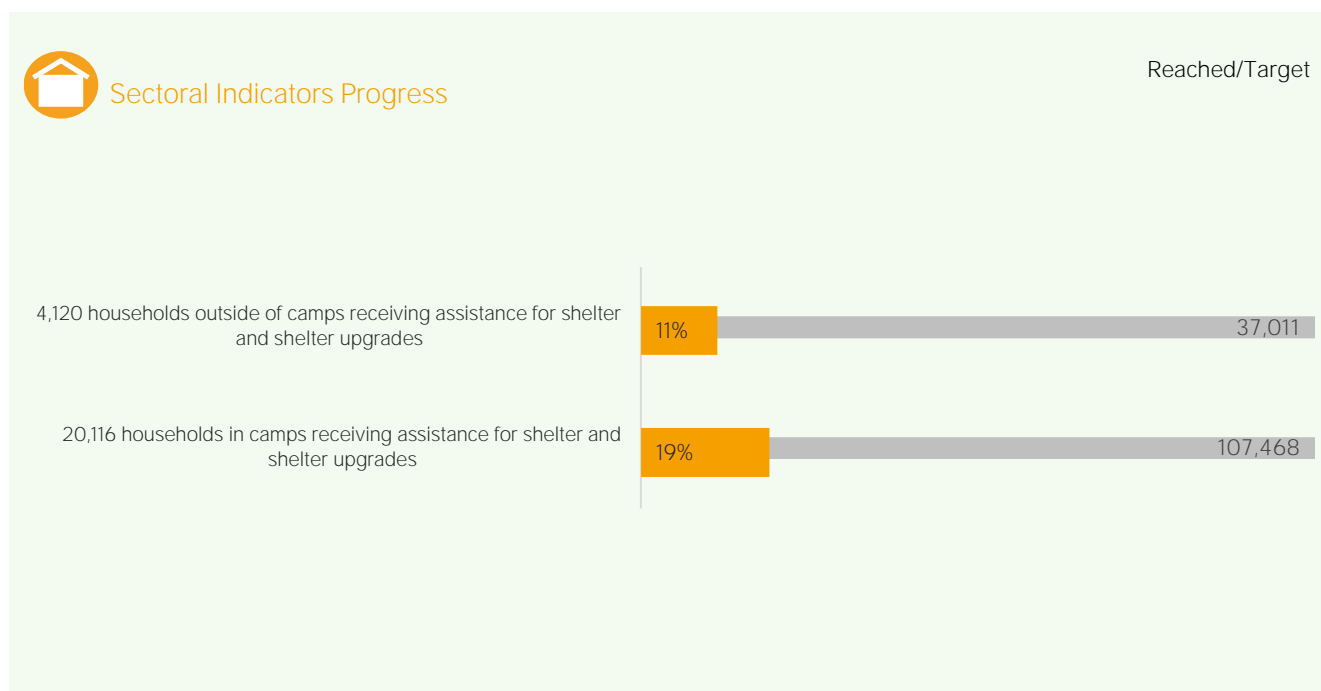 Reached/Target
Sectoral Indicators Progress
4,120 households outside of camps receiving assistance for shelter
and shelter upgrades
11%
37,011
20,116 households in camps receiving assistance for shelter and
shelter upgrades
19%
107,468